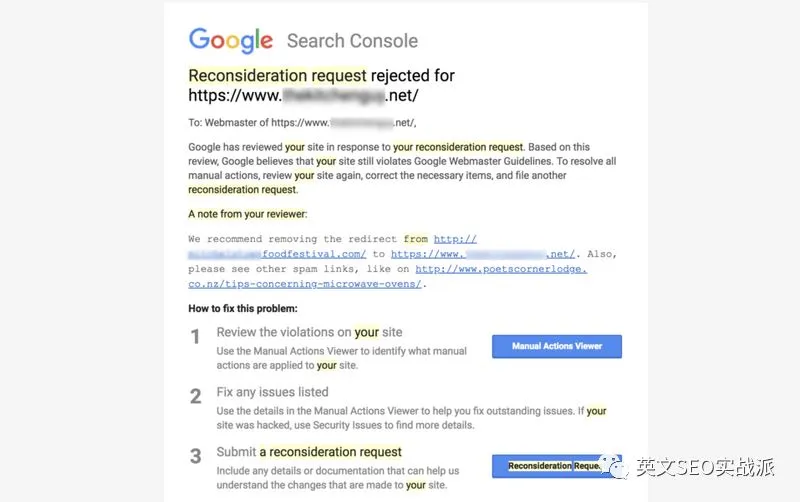 Google Search Console
Reconsideration request rejected for
https://www. .net/
To: Webmaster of https://www. .net/,
Google has reviewed your site in response to your reconsideration request. Based on this
review, Google believes that your site still violates Google Webmaster Guidelines. To resolve all
manual actions, review your site again, correct the necessary items, and file another
reconsideration request.
A note from your reviewer:
We recommend removing the redirect from http://
foodfestival.com/ to https://www. .net/. Also,
please see other spam links, like on http://www.poetscornerlodge.
co.nz/tips-concerning-microwave-ovens/.
How to fix this problem:
1 Review the violations on your site
Use the Manual Actions Viewer to identify what manual
actions are applied to your site.
Manual Actions Viewer
2 Fix any issues listed
Use the details in the Manual Actions Viewer to help you fix outstanding issues. If your
site was hacked, use Security Issues to find more details.
3 Submit a reconsideration request
Include any details or documentation that can help us
understand the changes that are made to your site.
Reconsideration Reque
英文SEO实战派